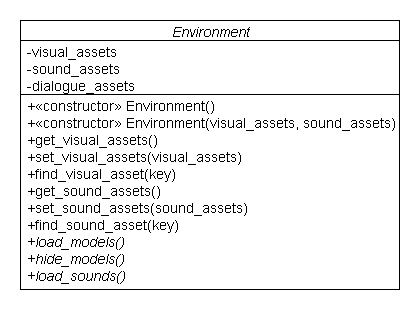 Environment
-visual_assets
-sound_assets
-dialogue_assets
+«constructor» Environment()
+«constructor» Environment(visual_assets, sound_assets)
+get_visual_assets()
+set_visual_assets(visual_assets)
+find_visual_asset(key)
+get_sound_assets()
+set_sound_assets(sound_assets)
+find_sound_asset(key)
+load_models()
+hide_models()
+load_sounds()